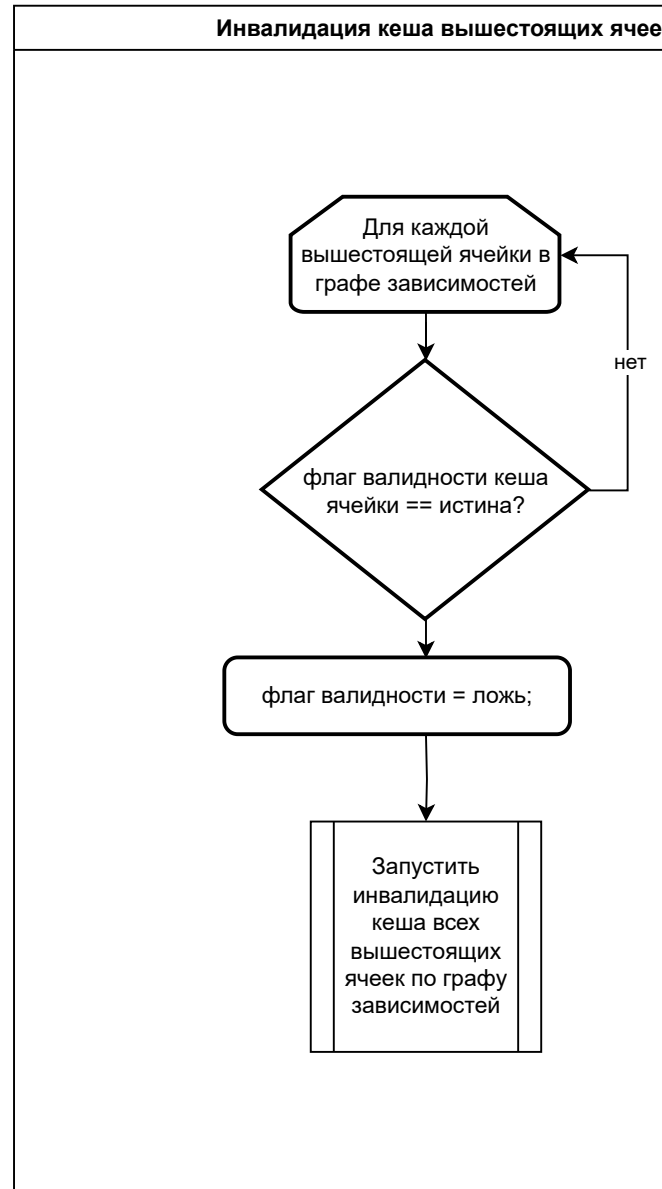 Инвалидация кеша вышестоящих ячее
Для каждой
вышестоящей ячейки в
графе зависимостей
нет
флаг валидности кеша
ячейки == истина?
флаг валидности = ложь;
Запустить
инвалидацию
кеша всех
вышестоящих
ячеек по графу
зависимостей